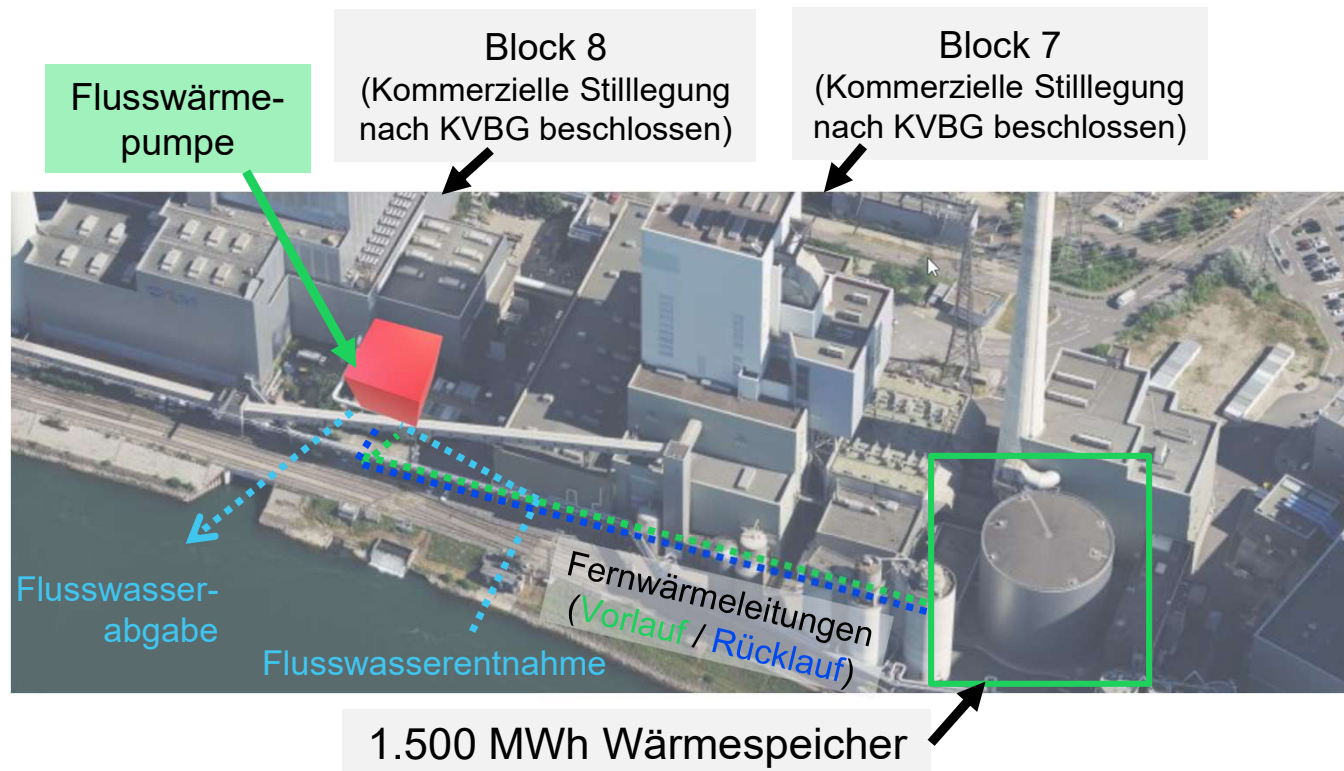 Block 8
(Kommerzielle Stilllegung
nach KVBG beschlossen)
Block 7
(Kommerzielle Stilllegung
nach KVBG beschlossen)
Flusswärme-
pumpe
Flusswasser-
abgabe
Flusswasserentnahme
Fernwärmeleitungen
(Vorlauf / Rücklauf)
1.500 MWh Wärmespeicher